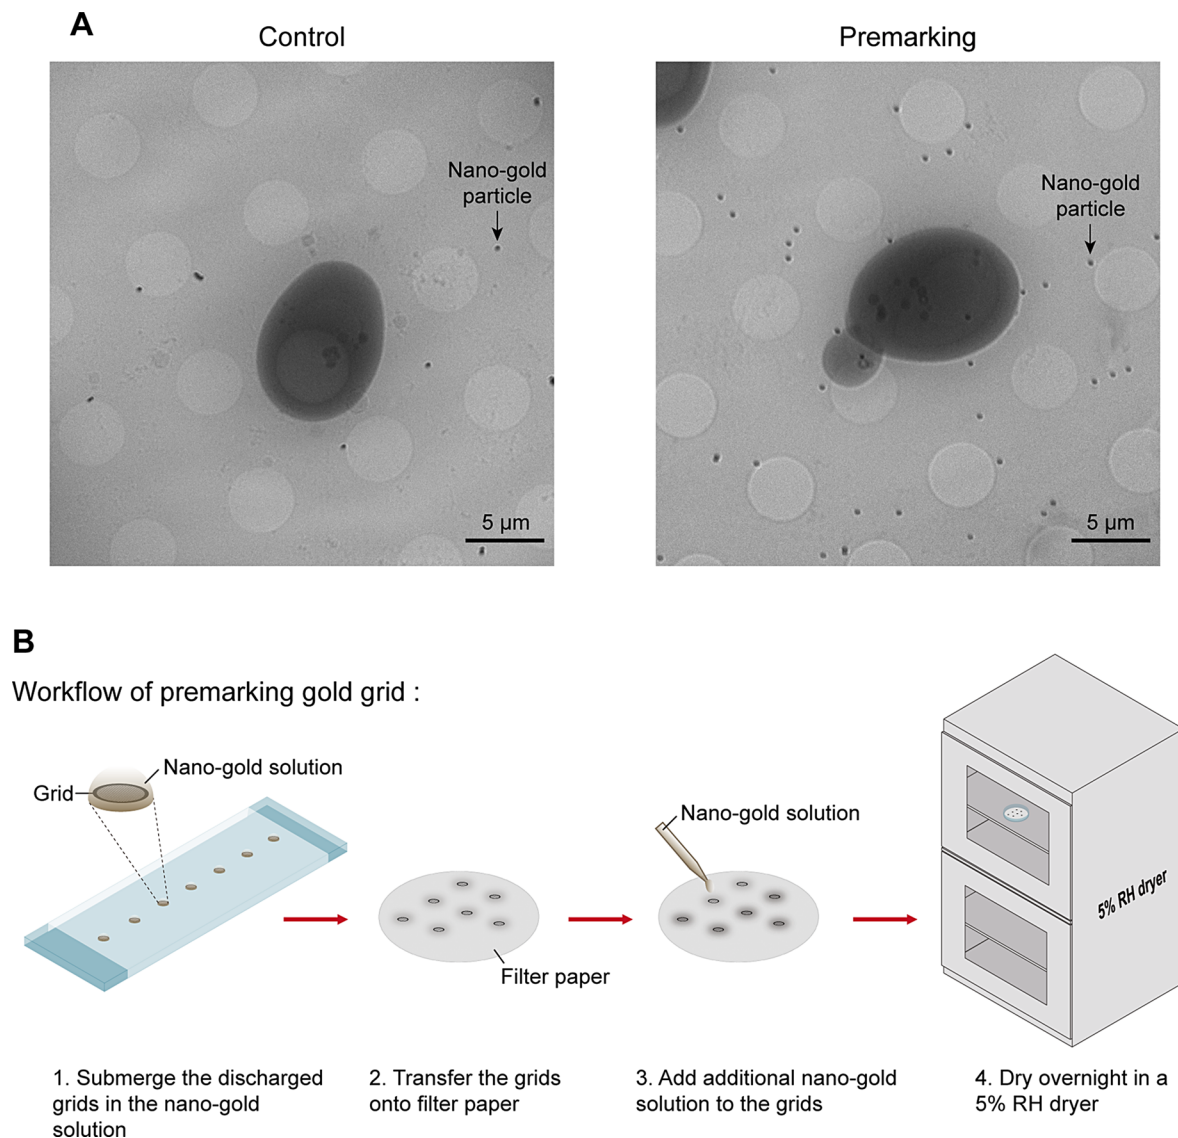 A
Control
Premarking
Nano-gold
particle
5 µm
Nano-gold
particle
5 µm
B
Workflow of premarking gold grid :
Nano-gold solution
Grid
Nano-gold solution
Filter paper
5% RH dryer
1. Submerge the discharged
grids in the nano-gold
solution
2. Transfer the grids
onto filter paper
3. Add additional nano-gold
solution to the grids
4. Dry overnight in a
5% RH dryer